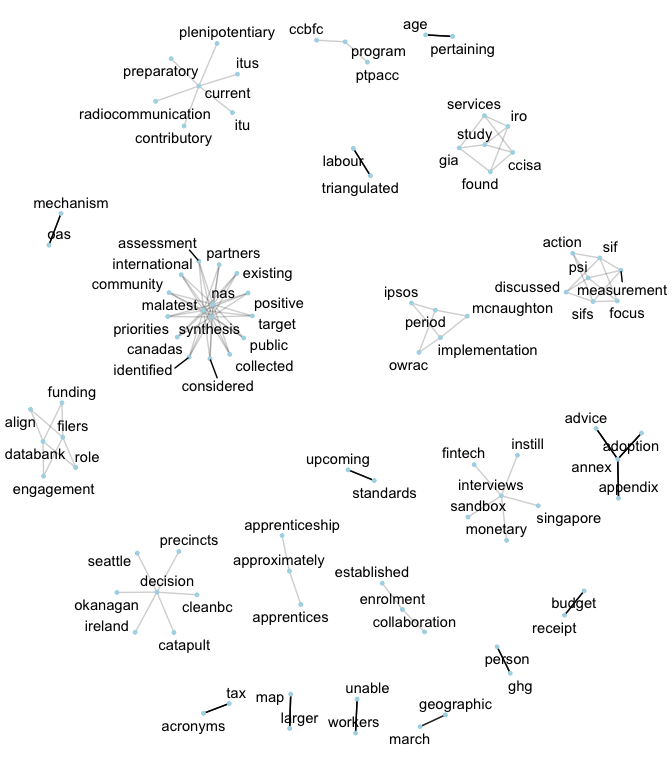 plenipotentiary
ccbfc
age
preparatory
itus
program
pertaining
current
ptpacc
radiocommunication
contributory
itu
services
iro
study
gia
ccisa
found
labour
triangulated
mechanism
oas
assessment
partners
international
existing
community
nas
malatest
positive
priorities
synthesis
target
canadas
public
identified
collected
considered
action
sif
psi
discussed
measurement
sifs
focus
ipsos
period
mcnaughton
implementation
owrac
funding
align
filers
databank
role
engagement
upcoming
standards
fintech
instill
interviews
sandbox
singapore
monetary
advice
adoption
annex
appendix
apprenticeship
approximately
apprentices
precincts
seattle
decision
okanagan
cleanbc
ireland
catapult
established
enrolment
collaboration
budget
receipt
person
ghg
tax
acronyms
map
larger
unable
workers
geographic
march